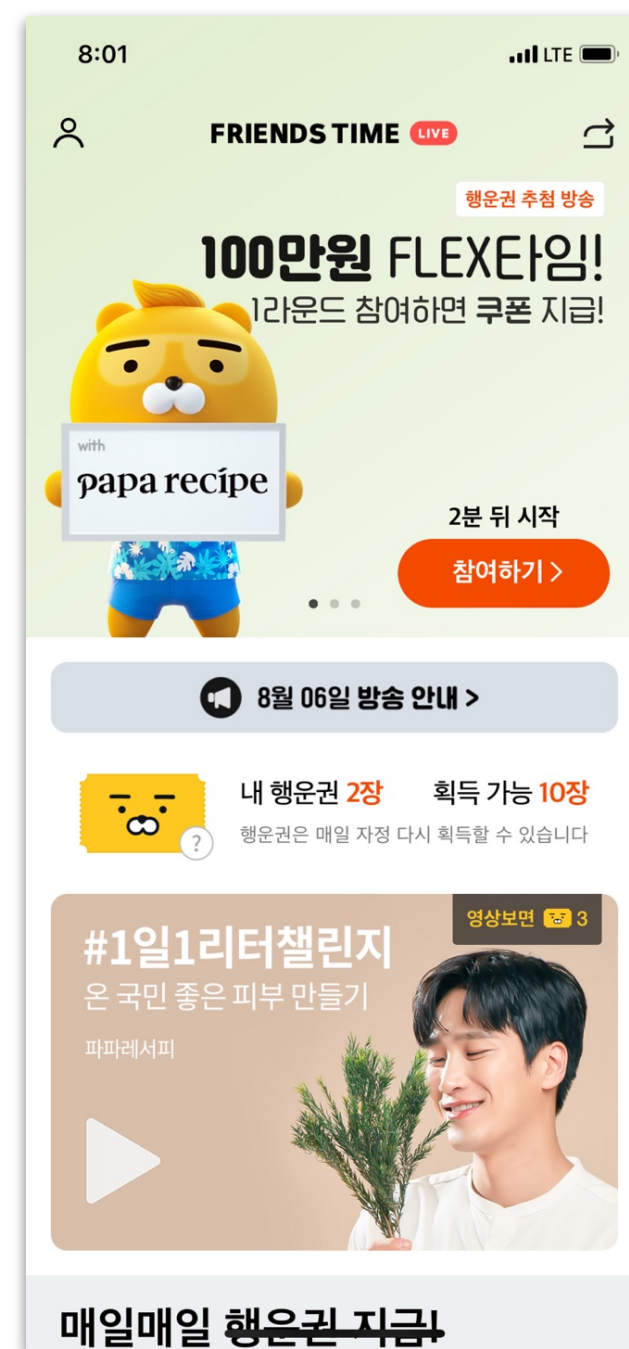 8:01
LTE
FRIENDS TIME LIVE
행운권 추첨 방송
100만원 FLEX타임!
1라운드 참여하면 쿠폰 지급!
with
papa recipe
2분 뒤 시작
참여하기 >
8월 06일 방송 안내 >
내 행운권 2장 획득 가능 10장
?
행운권은 매일 자정 다시 획득할 수 있습니다
영상보면 3
#1일1리터챌린지
온 국민 좋은 피부 만들기
파파레서피
매일매일 행운권 지급!